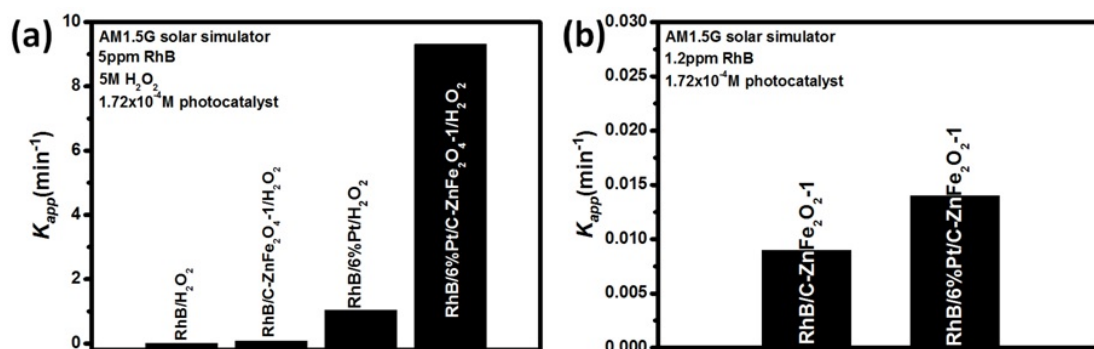 (a)
AM1.5G solar simulator
5ppm RhB
5M H₂O₂
1.72x10⁻⁴M photocatalyst
10
8
6
4
2
0
K_app(min⁻¹)
RhB/H₂O₂
RhB/C-ZnFe₂O₄-1/H₂O₂
RhB/6%Pt/H₂O₂
RhB/6%Pt/C-ZnFe₂O₄-1/H₂O₂
(b)
AM1.5G solar simulator
1.2ppm RhB
1.72x10⁻⁴M photocatalyst
0.030
0.025
0.020
0.015
0.010
0.005
0.000
K_app(min⁻¹)
RhB/C-ZnFe₂O₂-1
RhB/6%Pt/C-ZnFe₂O₂-1